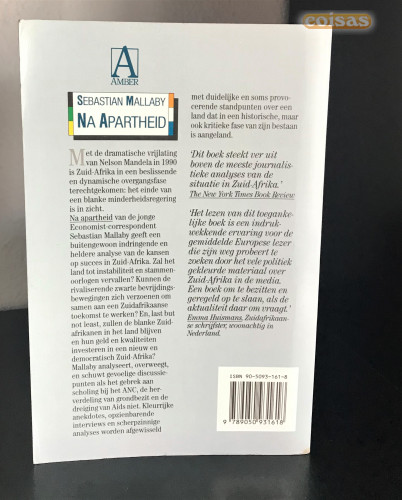 coisas
A
AMBER
SEBASTIAN MALLABY
NA APARTHEID
Met de dramatische vrijlating
van Nelson Mandela in 1990
is Zuid-Afrika in een beslissende
en dynamische overgangsfase
terechtgekomen: het einde van
een blanke minderheidsregering
is in zicht.
Na apartheid van de jonge
Economist-correspondent
Sebastian Mallaby geeft een
buitengewoon indringende en
heldere analyse van de kansen
op succes in Zuid-Afrika. Zal het
land tot instabiliteit en stammen-
oorlogen vervallen? Kunnen de
rivaliserende zwarte bevrijdings-
bewegingen zich verzoenen om
samen aan een Zuidafrikaanse
toekomst te werken? En, last but
not least, zullen de blanke Zuid-
afrikanen in het land blijven
en hun geld en kwaliteiten
investeren in een nieuw en
democratisch Zuid-Afrika?
Mallaby analyseert, overweegt,
en schuwt gevoelige discussie-
punten als het gebrek aan
scholing bij het ANC, de her-
verdeling van grondbezit en de
dreiging van Aids niet. Kleurrijke
anekdotes, opzienbarende
interviews en scherpzinnige
analyses worden afgewisseld
met duidelijke en soms provo-
cerende standpunten over een
land dat in een historische, maar
ook kritieke fase van zijn bestaan
is aangeland.
'Dit boek steekt ver uit
boven de meeste journalis-
tieke analyses van de
situatie in Zuid-Afrika.'
The New York Times Book Review
'Het lezen van dit toeganke-
lijke boek is een indruk-
wekkende ervaring voor de
gemiddelde Europese lezer
die zijn weg probeert te
zoeken door het vele politiek
gekleurde materiaal over
Zuid-Afrika in de media.
Een boek om te bezitten en
geregeld op te slaan, als de
aktualiteit daar om vraagt.'
Emma Huismans, Zuidafrikaan-
se schrijfster, woonachtig in
Nederland.
ISBN 90-5093-161-8
9 789050 931618